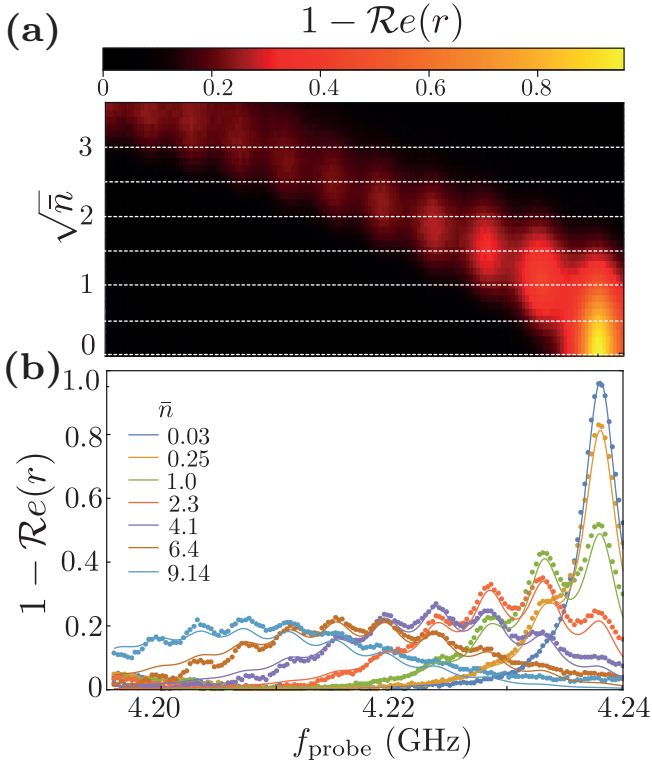 (a)
1 − Re(r)
0 0.2 0.4 0.6 0.8
3
2
1
0
√n̄
(b)
1.0
0.8
0.6
0.4
0.2
0
1 − Re(r)
n̄
0.03
0.25
1.0
2.3
4.1
6.4
9.14
4.20 4.22 4.24
f_probe (GHz)